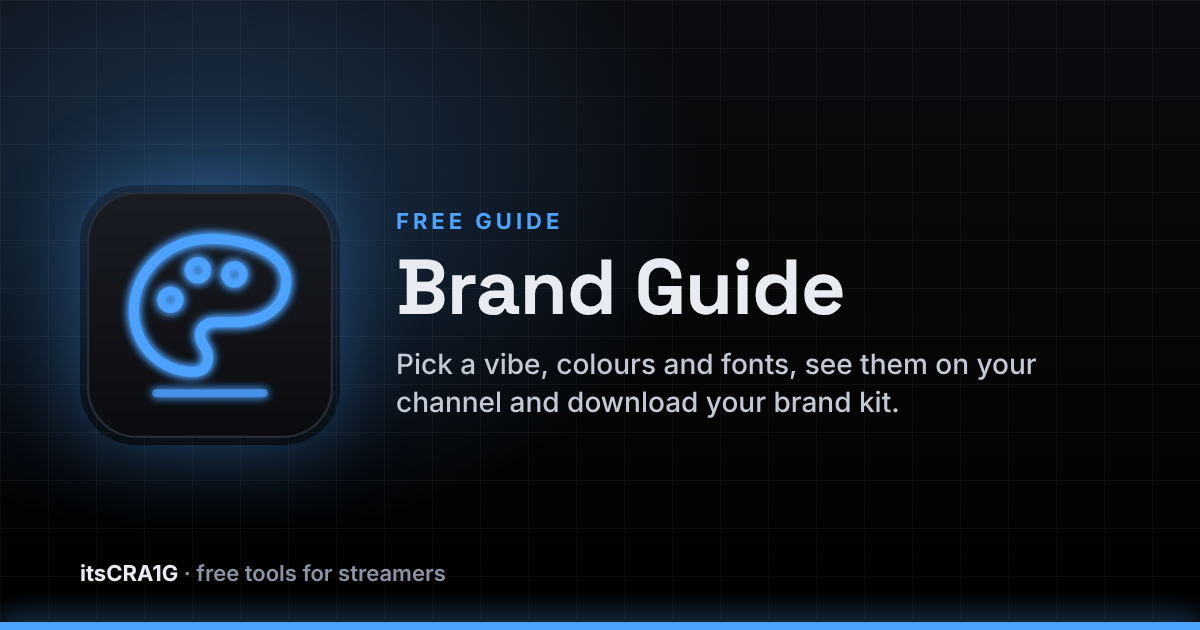 FREE GUIDE
Brand Guide
Pick a vibe, colours and fonts, see them on your
channel and download your brand kit.
itsCRA1G · free tools for streamers